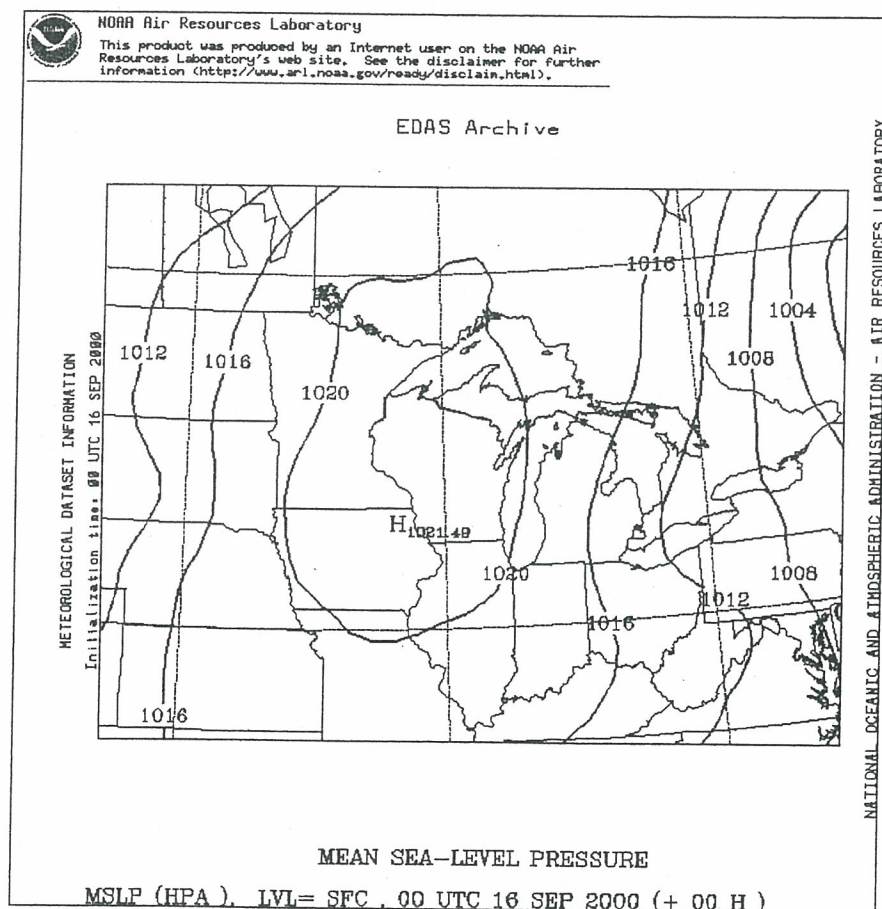 NOAA Air Resources Laboratory
This product was produced by an Internet user on the NOAA Air
Resources Laboratory's web site. See the disclaimer for further
information (http://www.arl.noaa.gov/ready/disclaim.html).
EDAS Archive
METEOROLOGICAL DATASET INFORMATION
Initialization time: 00 UTC 16 SEP 2000
1016
1012
1004
1012
1016
1008
1020
H1021.49
1020
1008
1012
1016
1016
NATIONAL OCEANIC AND ATMOSPHERIC ADMINISTRATION - AIR RESOURCES LABORATORY
MEAN SEA-LEVEL PRESSURE
MSLP (HPA ), LVL= SFC , 00 UTC 16 SEP 2000 (+ 00 H )